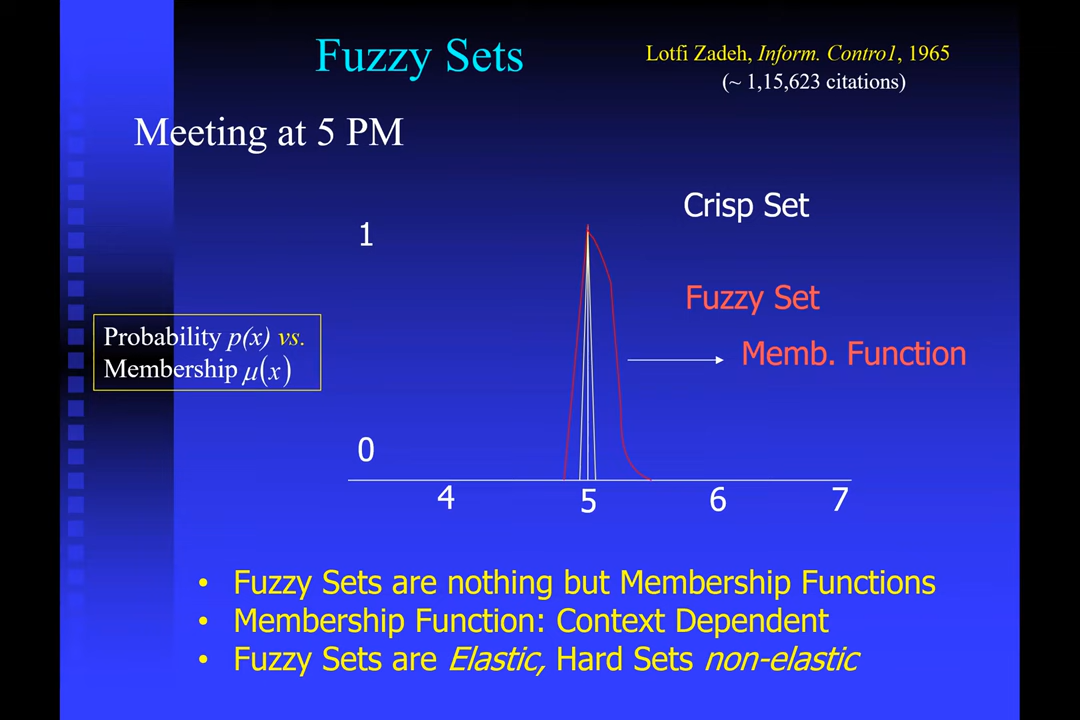 Fuzzy Sets
Lotfi Zadeh, Inform. Contro1, 1965
(~ 1,15,623 citations)
Meeting at 5 PM
Crisp Set
1
Fuzzy Set
Probability p(x) vs.
Membership μ(x)
Memb. Function
0
4 5 6 7
• Fuzzy Sets are nothing but Membership Functions
• Membership Function: Context Dependent
• Fuzzy Sets are Elastic, Hard Sets non-elastic